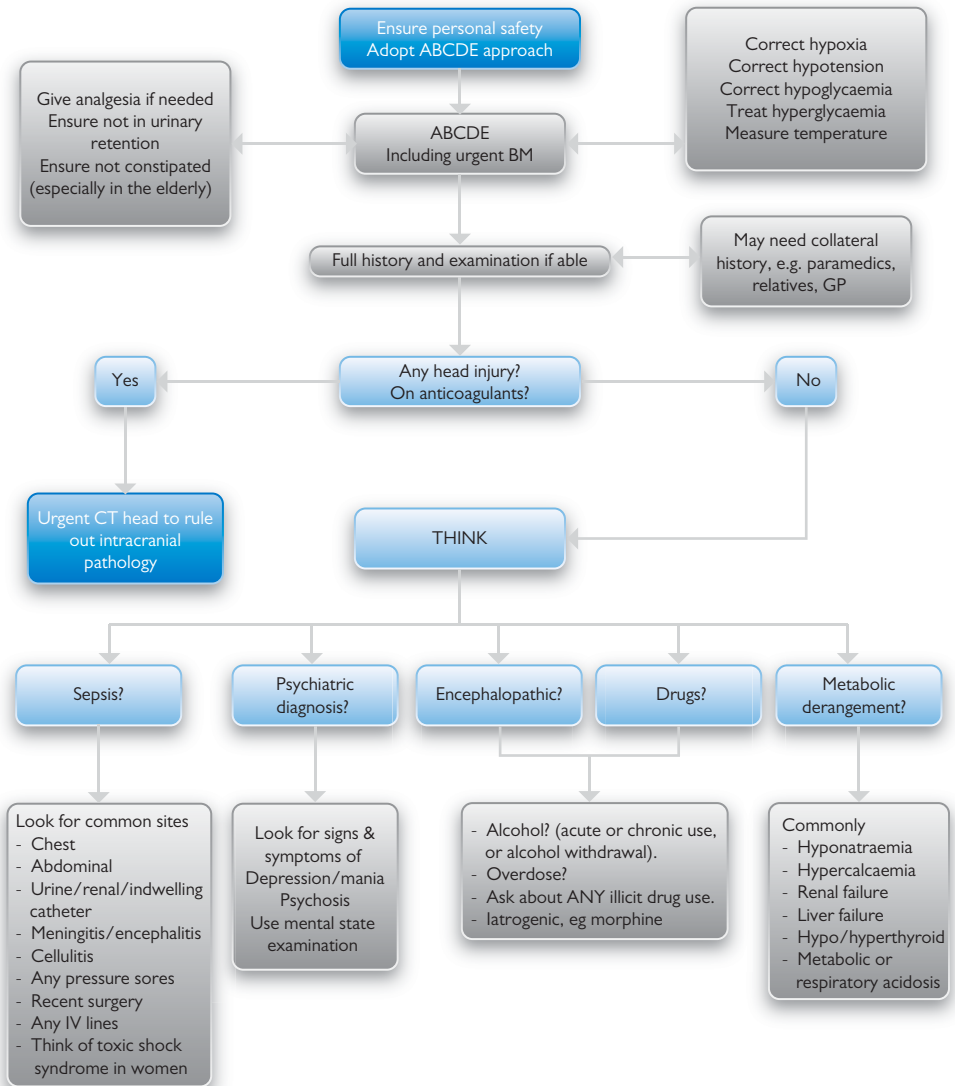 Ensure personal safety
Adopt ABCDE approach
Give analgesia if needed
Ensure not in urinary
retention
Ensure not constipated
(especially in the elderly)
ABCDE
Including urgent BM
Correct hypoxia
Correct hypotension
Correct hypoglycaemia
Treat hyperglycaemia
Measure temperature
Full history and examination if able
May need collateral
history, e.g. paramedics,
relatives, GP
Yes
Any head injury?
On anticoagulants?
No
Urgent CT head to rule
out intracranial
pathology
THINK
Sepsis?
Psychiatric
diagnosis?
Encephalopathic?
Drugs?
Metabolic
derangement?
Look for common sites
- Chest
- Abdominal
- Urine/renal/indwelling
catheter
- Meningitis/encephalitis
- Cellulitis
- Any pressure sores
- Recent surgery
- Any IV lines
- Think of toxic shock
syndrome in women
Look for signs &
symptoms of
Depression/mania
Psychosis
Use mental state
examination
- Alcohol? (acute or chronic use,
or alcohol withdrawal).
- Overdose?
- Ask about ANY illicit drug use.
- Iatrogenic, eg morphine
Commonly
- Hyponatraemia
- Hypercalcaemia
- Renal failure
- Liver failure
- Hypo/hyperthyroid
- Metabolic or
respiratory acidosis